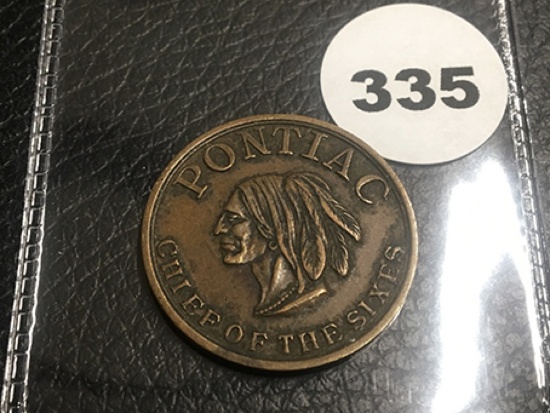 335
PONTIAC
CHIEF OF THE SIXES